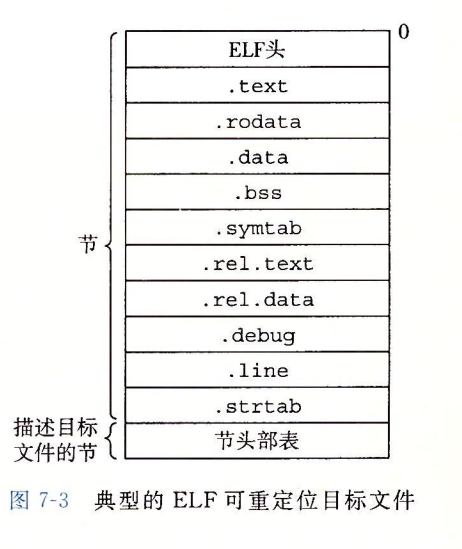 0
ELF头
.text
.rodata
.data
.bss
.symtab
节
.rel.text
.rel.data
.debug
.line
.strtab
描述目标
文件的节
节头部表
图 7-3 典型的 ELF 可重定位目标文件